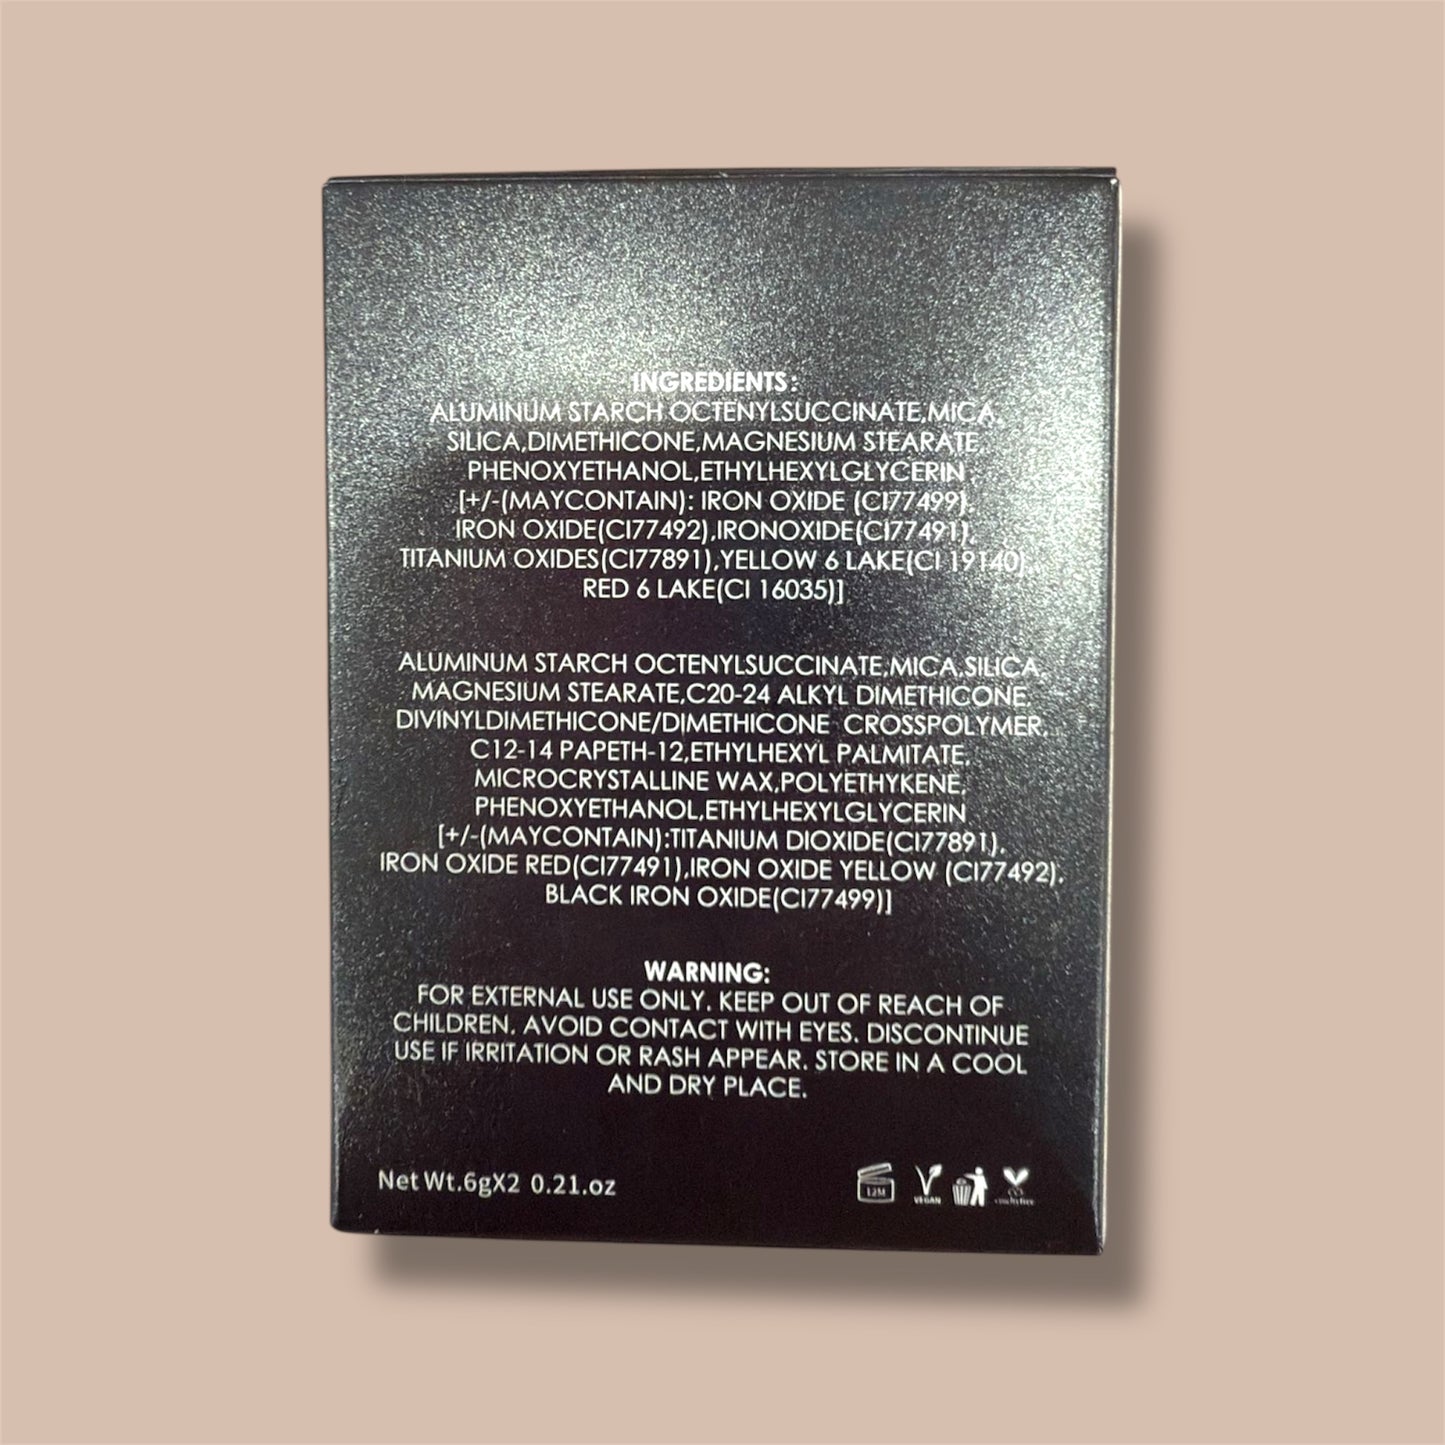 INGREDIENTS:
ALUMINUM STARCH OCTENYLSUCCINATE,MICA,
SILICA,DIMETHICONE,MAGNESIUM STEARATE,
PHENOXYETHANOL,ETHYLHEXYLGLYCERIN ,
[+/-(MAYCONTAIN): IRON OXIDE (CI77499),
IRON OXIDE(CI77492),IRONOXIDE(CI77491),
TITANIUM OXIDES(CI77891),YELLOW 6 LAKE(CI 19140),
RED 6 LAKE(CI 16035)]
ALUMINUM STARCH OCTENYLSUCCINATE,MICA,SILICA,
MAGNESIUM STEARATE,C20-24 ALKYL DIMETHICONE,
DIVINYLDIMETHICONE/DIMETHICONE CROSSPOLYMER,
C12-14 PAPETH-12,ETHYLHEXYL PALMITATE,
MICROCRYSTALLINE WAX,POLYETHYKENE,
PHENOXYETHANOL,ETHYLHEXYLGLYCERIN
[+/-(MAYCONTAIN):TITANIUM DIOXIDE(CI77891),
IRON OXIDE RED(CI77491),IRON OXIDE YELLOW (CI77492),
BLACK IRON OXIDE(CI77499)]
WARNING:
FOR EXTERNAL USE ONLY. KEEP OUT OF REACH OF
CHILDREN. AVOID CONTACT WITH EYES. DISCONTINUE
USE IF IRRITATION OR RASH APPEAR. STORE IN A COOL
AND DRY PLACE.
Net Wt.6gX2 0.21.oz
12M
VEGAN
crueltyfree